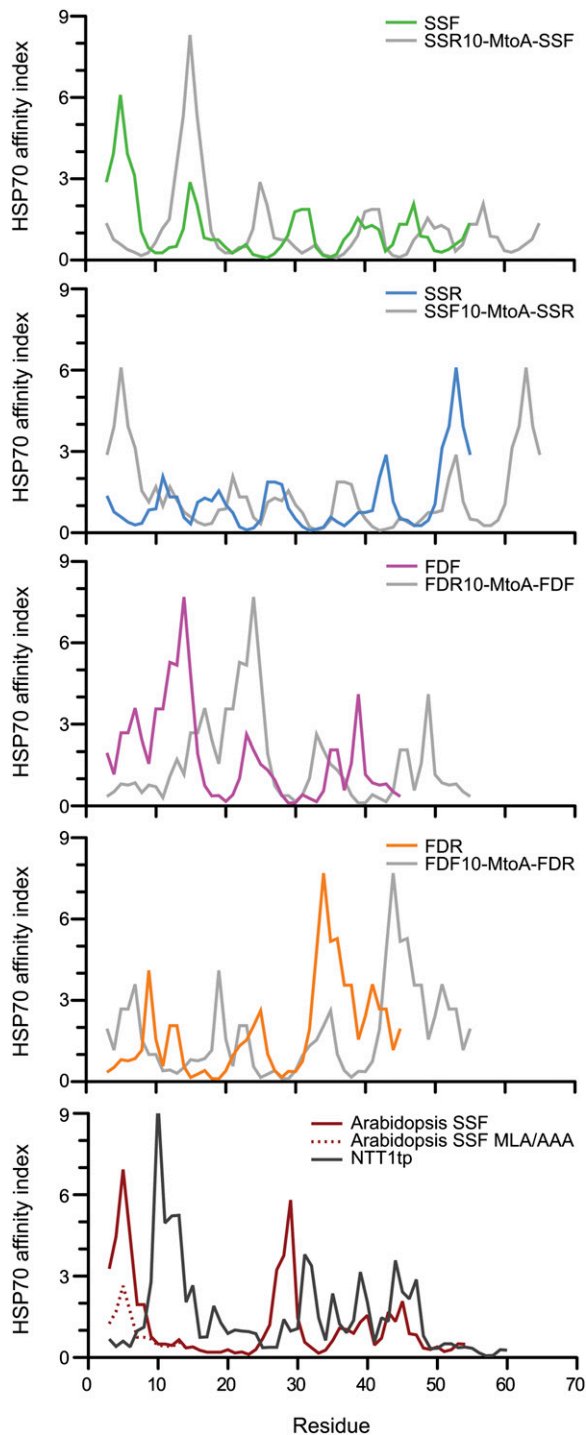 9
6
3
0
HSP70 affinity index
SSF
SSR10-MtoA-SSF
9
6
3
0
HSP70 affinity index
SSR
SSF10-MtoA-SSR
9
6
3
0
HSP70 affinity index
FDF
FDR10-MtoA-FDF
9
6
3
0
HSP70 affinity index
FDR
FDF10-MtoA-FDR
9
6
3
0
HSP70 affinity index
Arabidopsis SSF
Arabidopsis SSF MLA/AAA
NTT1tp
0 10 20 30 40 50 60 70
Residue